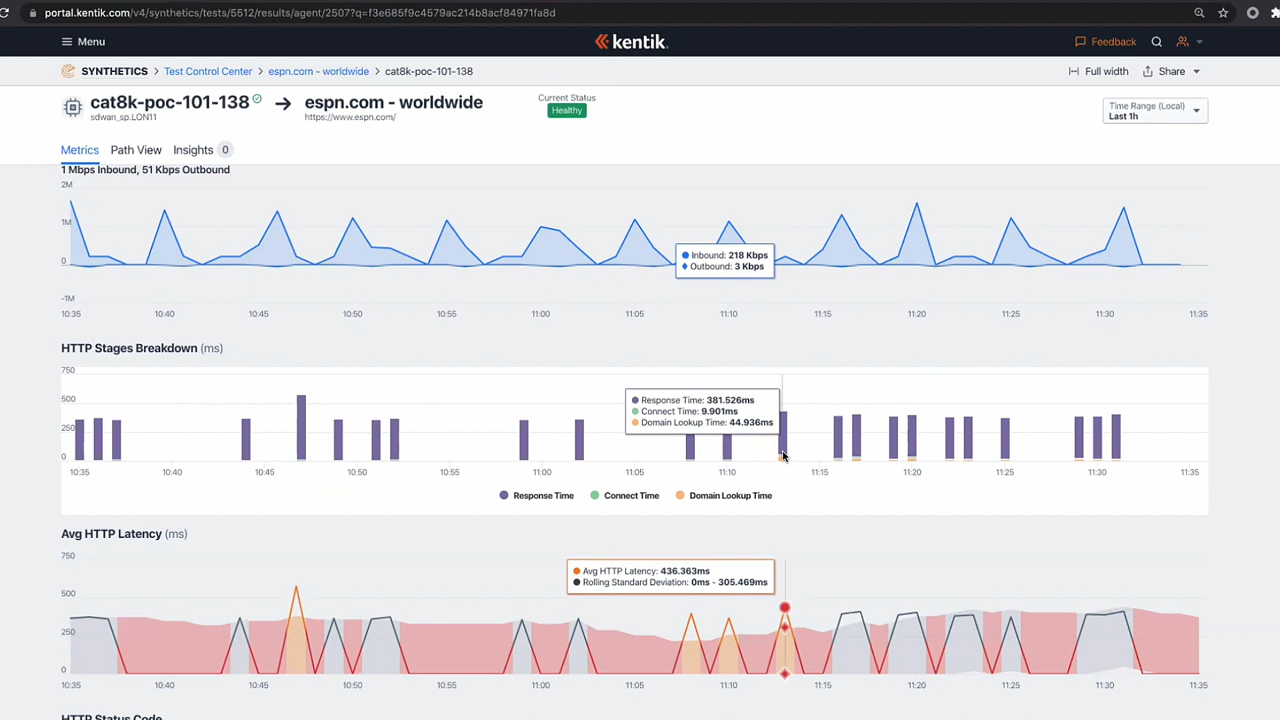 portal.kentik.com/v4/synthetics/tests/5512/results/agent/2507?q=f3e685f9c4579ac214b8acf84971fa8d
Menu
kentik.
Feedback
SYNTHETICS > Test Control Center > espn.com - worldwide > cat8k-poc-101-138
Full width
Share
cat8k-poc-101-138
sdwan_sp.LON11
espn.com - worldwide
https://www.espn.com/
Current Status
Healthy
Time Range (Local)
Last 1h
Metrics
Path View
Insights 0
1 Mbps Inbound, 51 Kbps Outbound
2M
1M
0
-1M
Inbound: 218 Kbps
Outbound: 3 Kbps
10:35 10:40 10:45 10:50 10:55 11:00 11:05 11:10 11:15 11:20 11:25 11:30 11:35
HTTP Stages Breakdown (ms)
750
500
250
0
Response Time: 381.526ms
Connect Time: 9.901ms
Domain Lookup Time: 44.936ms
10:35 10:40 10:45 10:50 10:55 11:00 11:05 11:10 11:15 11:20 11:25 11:30 11:35
Response Time Connect Time Domain Lookup Time
Avg HTTP Latency (ms)
750
500
250
0
Avg HTTP Latency: 436.363ms
Rolling Standard Deviation: 0ms - 305.469ms
10:35 10:40 10:45 10:50 10:55 11:00 11:05 11:10 11:15 11:20 11:25 11:30 11:35
HTTP Status Code